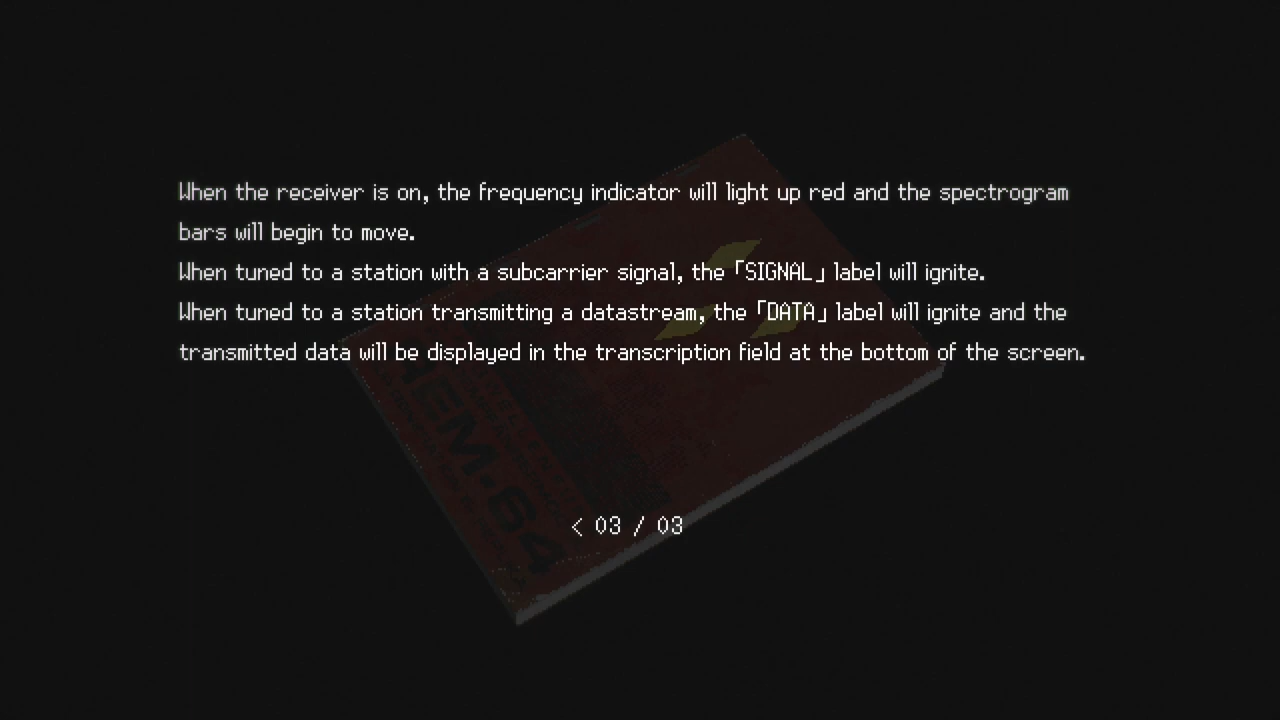 When the receiver is on, the frequency indicator will light up red and the spectrogram
bars will begin to move.
When tuned to a station with a subcarrier signal, the「SIGNAL」label will ignite.
When tuned to a station transmitting a datastream, the「DATA」label will ignite and the
transmitted data will be displayed in the transcription field at the bottom of the screen.
AEM-64
< 03 / 03